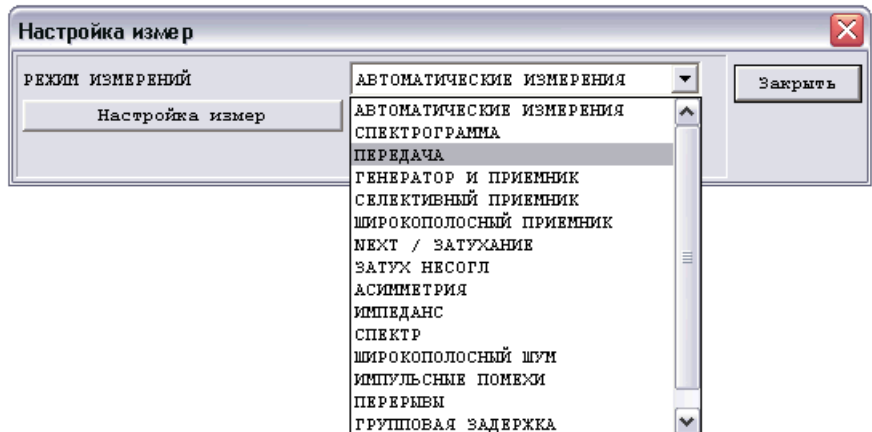 Настройка измер
РЕЖИМ ИЗМЕРЕНИЙ
АВТОМАТИЧЕСКИЕ ИЗМЕРЕНИЯ
Закрыть
Настройка измер
АВТОМАТИЧЕСКИЕ ИЗМЕРЕНИЯ
СПЕКТРОГРАММА
ПЕРЕДАЧА
ГЕНЕРАТОР И ПРИЕМНИК
СЕЛЕКТИВНЫЙ ПРИЕМНИК
ШИРОКОПОЛОСНЫЙ ПРИЕМНИК
NEXT / ЗАТУХАНИЕ
ЗАТУХ НЕСОГЛ
АСИММЕТРИЯ
ИМПЕДАНС
СПЕКТР
ШИРОКОПОЛОСНЫЙ ШУМ
ИМПУЛЬСНЫЕ ПОМЕХИ
ПЕРЕРЫВЫ
ГРУППОВАЯ ЗАДЕРЖКА